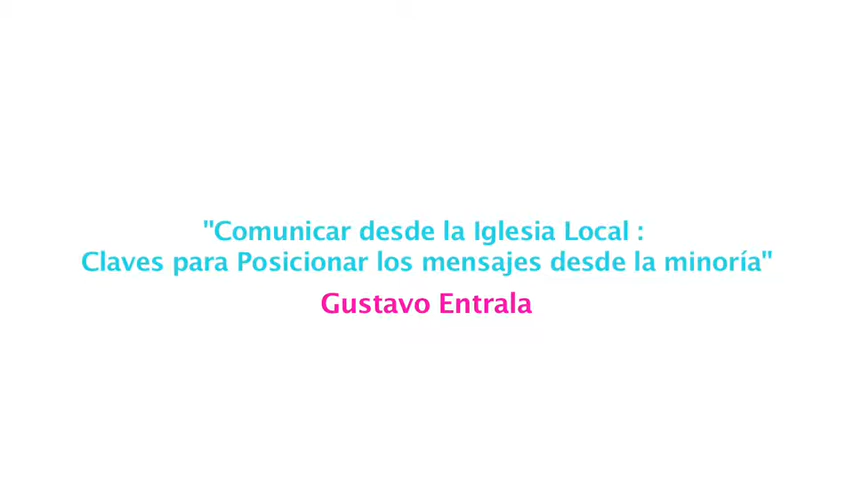 "Comunicar desde la Iglesia Local :
Claves para Posicionar los mensajes desde la minoría"
Gustavo Entrala